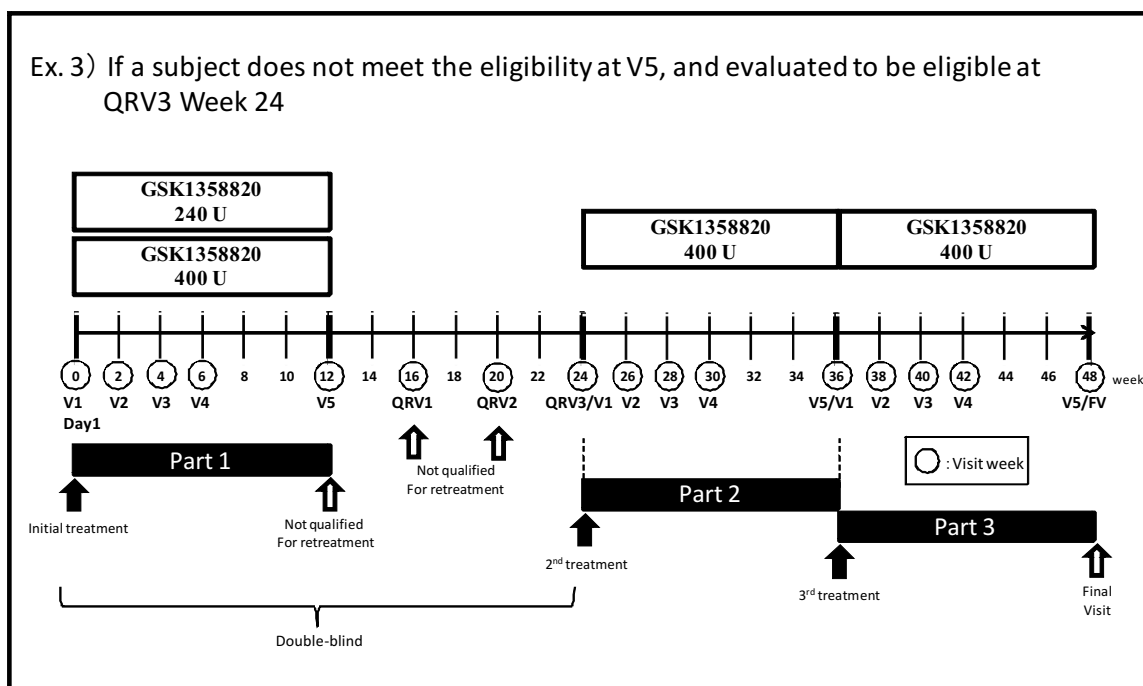 Ex. 3）If a subject does not meet the eligibility at V5, and evaluated to be eligible at
QRV3 Week 24
GSK1358820
240 U
GSK1358820
400 U
GSK1358820
400 U
GSK1358820
400 U
0 2 4 6 8 10 12 14 16 18 20 22 24 26 28 30 32 34 36 38 40 42 44 46 48 week
V1 V2 V3 V4 V5 QRV1 QRV2 QRV3/V1 V2 V3 V4 V5/V1 V2 V3 V4 V5/FV
Day1
Part 1
Not qualified
For retreatment
: Visit week
Part 2
Part 3
Initial treatment
Not qualified
For retreatment
2nd treatment
3rd treatment
Final
Visit
Double-blind